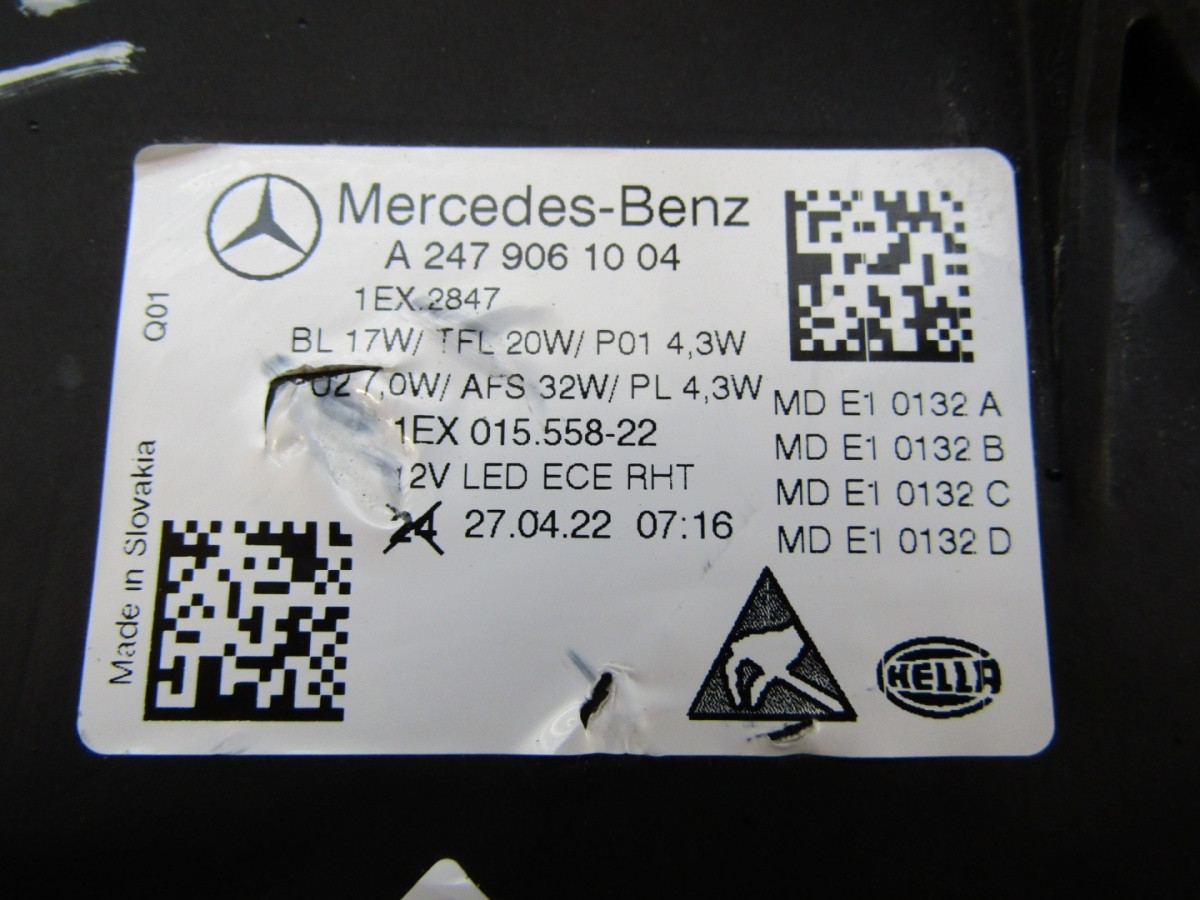 Mercedes-Benz
A 247 906 10 04
1EX.2847
BL 17W/ TFL 20W/ P01 4,3W
02 7,0W/ AFS 32W/ PL 4,3W
1EX 015.558-22
12V LED ECE RHT
24 27.04.22 07:16
MD E1 0132 A
MD E1 0132 B
MD E1 0132 C
MD E1 0132 D
Q01
Made in Slovakia
HELLA